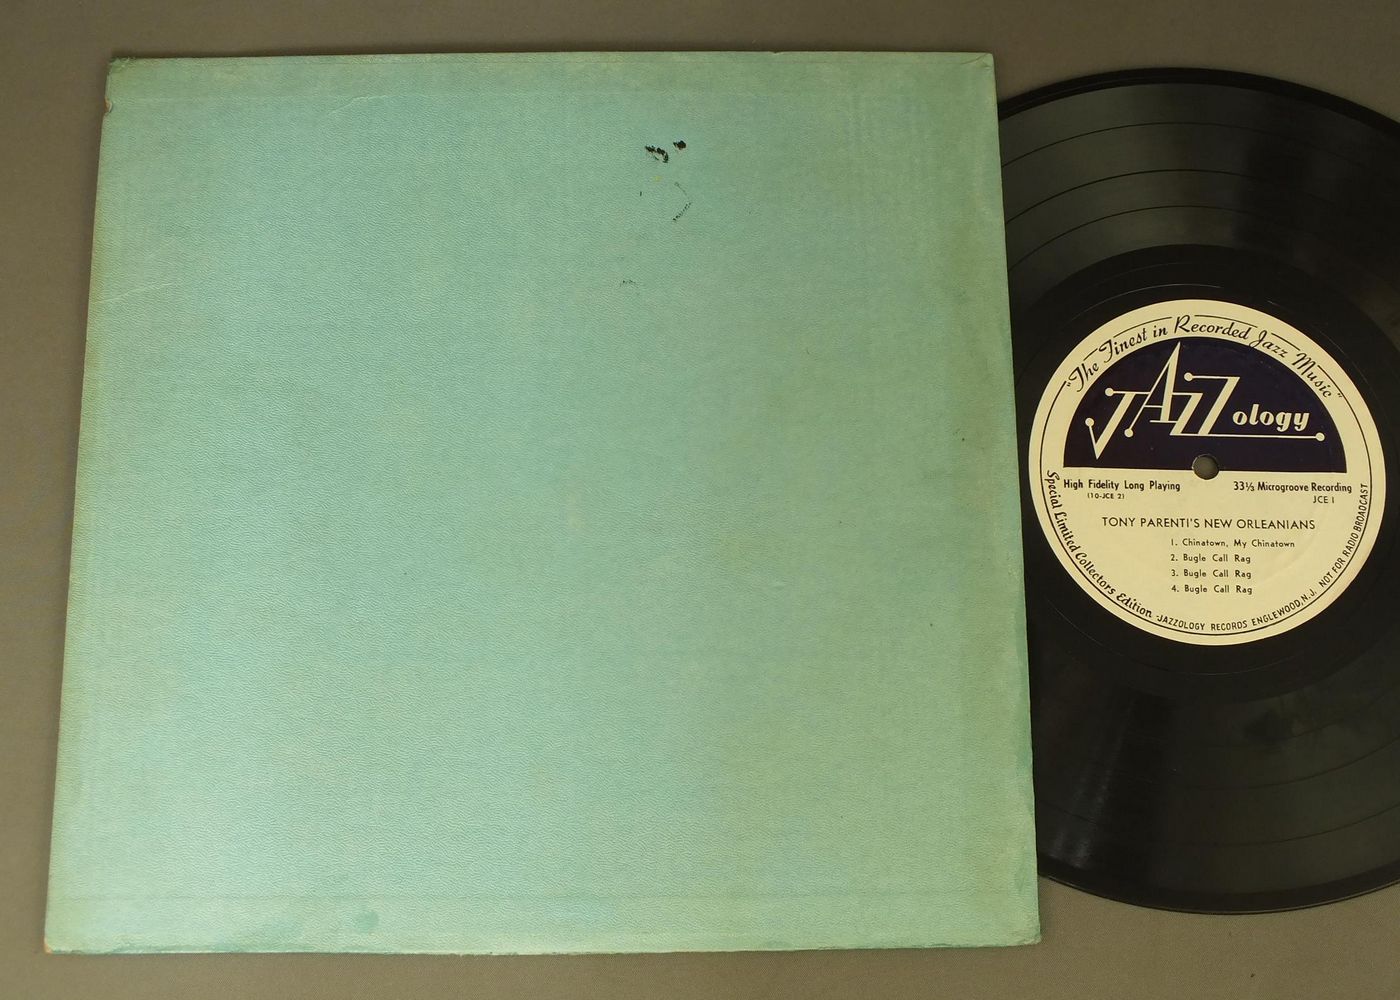 "The Finest in Recorded Jazz Music"
JAZZology
High Fidelity Long Playing
(10-JCE 2)
33⅓ Microgroove Recording
JCE 1
TONY PARENTI'S NEW ORLEANIANS
1. Chinatown, My Chinatown
2. Bugle Call Rag
3. Bugle Call Rag
4. Bugle Call Rag
Special Limited Collectors Edition - JAZZOLOGY RECORDS ENGLEWOOD, N.J. NOT FOR RADIO BROADCAST